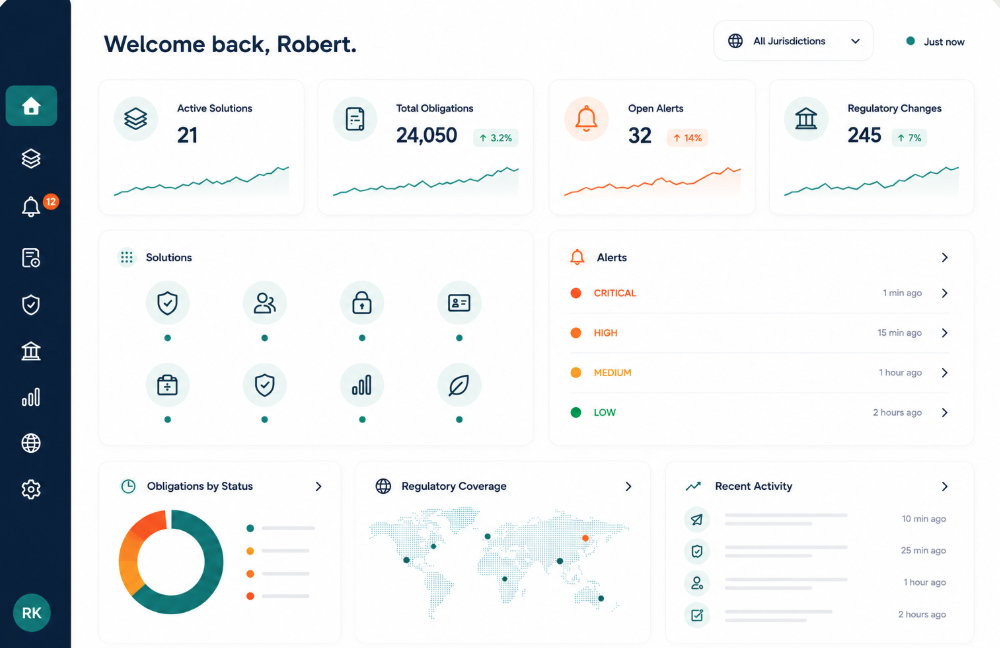 Welcome back, Robert.
All Jurisdictions
Just now
Active Solutions
21
Total Obligations
24,050
↑ 3.2%
Open Alerts
32
↑ 14%
Regulatory Changes
245
↑ 7%
12
Solutions
Alerts
CRITICAL
1 min ago
HIGH
15 min ago
MEDIUM
1 hour ago
LOW
2 hours ago
Obligations by Status
Regulatory Coverage
Recent Activity
10 min ago
25 min ago
1 hour ago
2 hours ago
RK